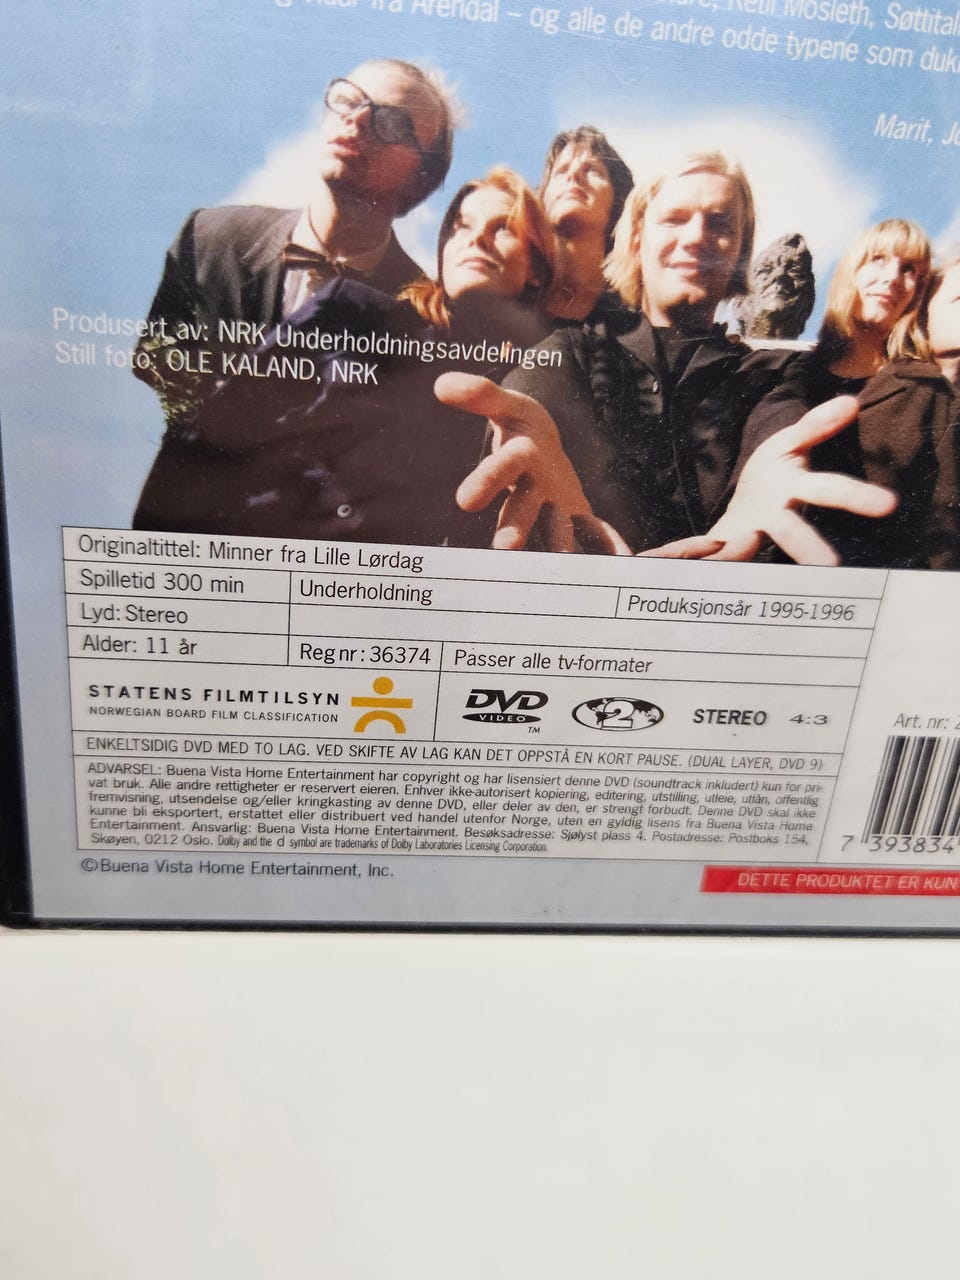 fra Arendal – og alle de andre odde typene som
Mosleth,
Marit,
Produsert av: NRK Underholdningsavdelingen
Still foto: OLE KALAND, NRK
Originaltittel: Minner fra Lille Lørdag
Spilletid 300 min
Underholdning
Produksjonsår 1995-1996
Lyd: Stereo
Alder: 11 år
Reg nr: 36374
Passer alle tv-formater
STATENS FILMTILSYN
NORWEGIAN BOARD FILM CLASSIFICATION
DVD
VIDEO
TM
2
STEREO
4:3
ENKELTSIDIG DVD MED TO LAG. VED SKIFTE AV LAG KAN DET OPPSTÅ EN KORT PAUSE. (DUAL LAYER, DVD 9)
ADVARSEL: Buena Vista Home Entertainment har copyright og har lisensiert denne DVD (soundtrack inkludert) kun for pri-
vat bruk. Alle andre rettigheter er reservert eieren. Enhver ikke-autorisert kopiering, editering, utstilling, utleie, utlån, offentlig
fremvisning, utsendelse og/eller kringkasting av denne DVD, eller deler av den, er strengt forbudt. Denne DVD skal ikke
kunne bli eksportert, erstattet eller distribuert ved handel utenfor Norge, uten en gyldig lisens fra Buena Vista Home
Entertainment. Ansvarlig: Buena Vista Home Entertainment. Besøksadresse: Sjølyst plass 4. Postadresse: Postboks 154,
Skøyen, 0212 Oslo. Dolby and the d symbol are trademarks of Dolby Laboratories Licensing Corporation.
©Buena Vista Home Entertainment, Inc.
Art. nr:
7 393834
DETTE PRODUKTET ER KUN